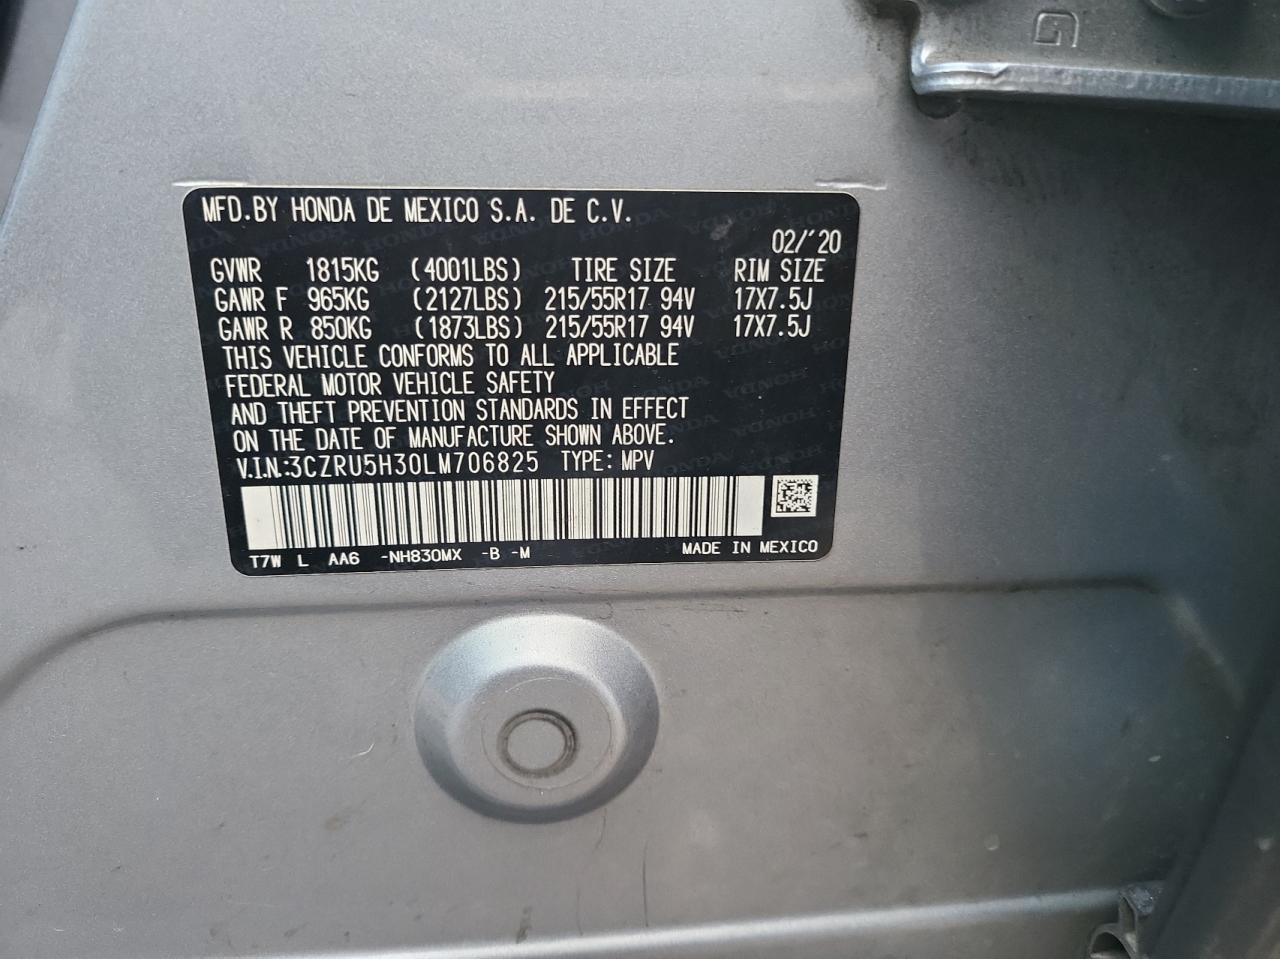 MFD.BY HONDA DE MEXICO S.A. DE C.V.
02/'20
GVWR 1815KG (4001LBS) TIRE SIZE RIM SIZE
GAWR F 965KG (2127LBS) 215/55R17 94V 17X7.5J
GAWR R 850KG (1873LBS) 215/55R17 94V 17X7.5J
THIS VEHICLE CONFORMS TO ALL APPLICABLE
FEDERAL MOTOR VEHICLE SAFETY
AND THEFT PREVENTION STANDARDS IN EFFECT
ON THE DATE OF MANUFACTURE SHOWN ABOVE.
V.I.N.:3CZRU5H30LM706825 TYPE: MPV
T7W L AA6 -NH830MX -B -M MADE IN MEXICO